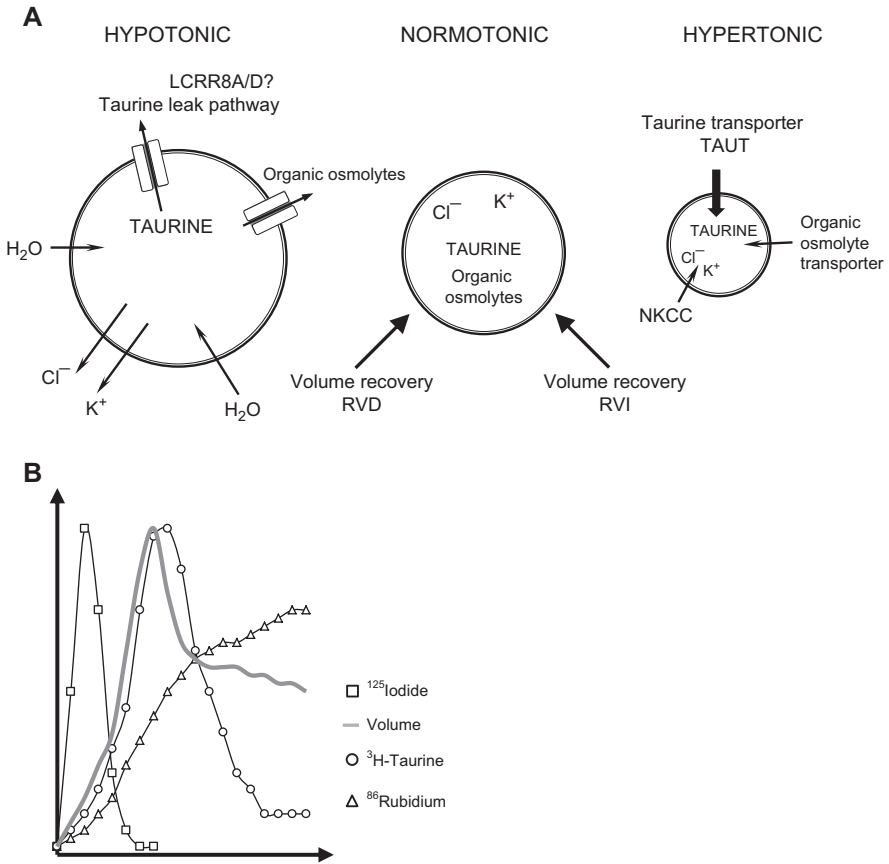 A
HYPOTONIC
NORMOTONIC
HYPERTONIC
LCRR8A/D?
Taurine leak pathway
Organic osmolytes
TAURINE
H₂O
Cl⁻
K⁺
H₂O
Cl⁻ K⁺
TAURINE
Organic
osmolytes
Volume recovery
RVD
Volume recovery
RVI
Taurine transporter
TAUT
TAURINE
Cl⁻
K⁺
Organic
osmolyte
transporter
NKCC
B
¹²⁵Iodide
Volume
³H-Taurine
⁸⁶Rubidium